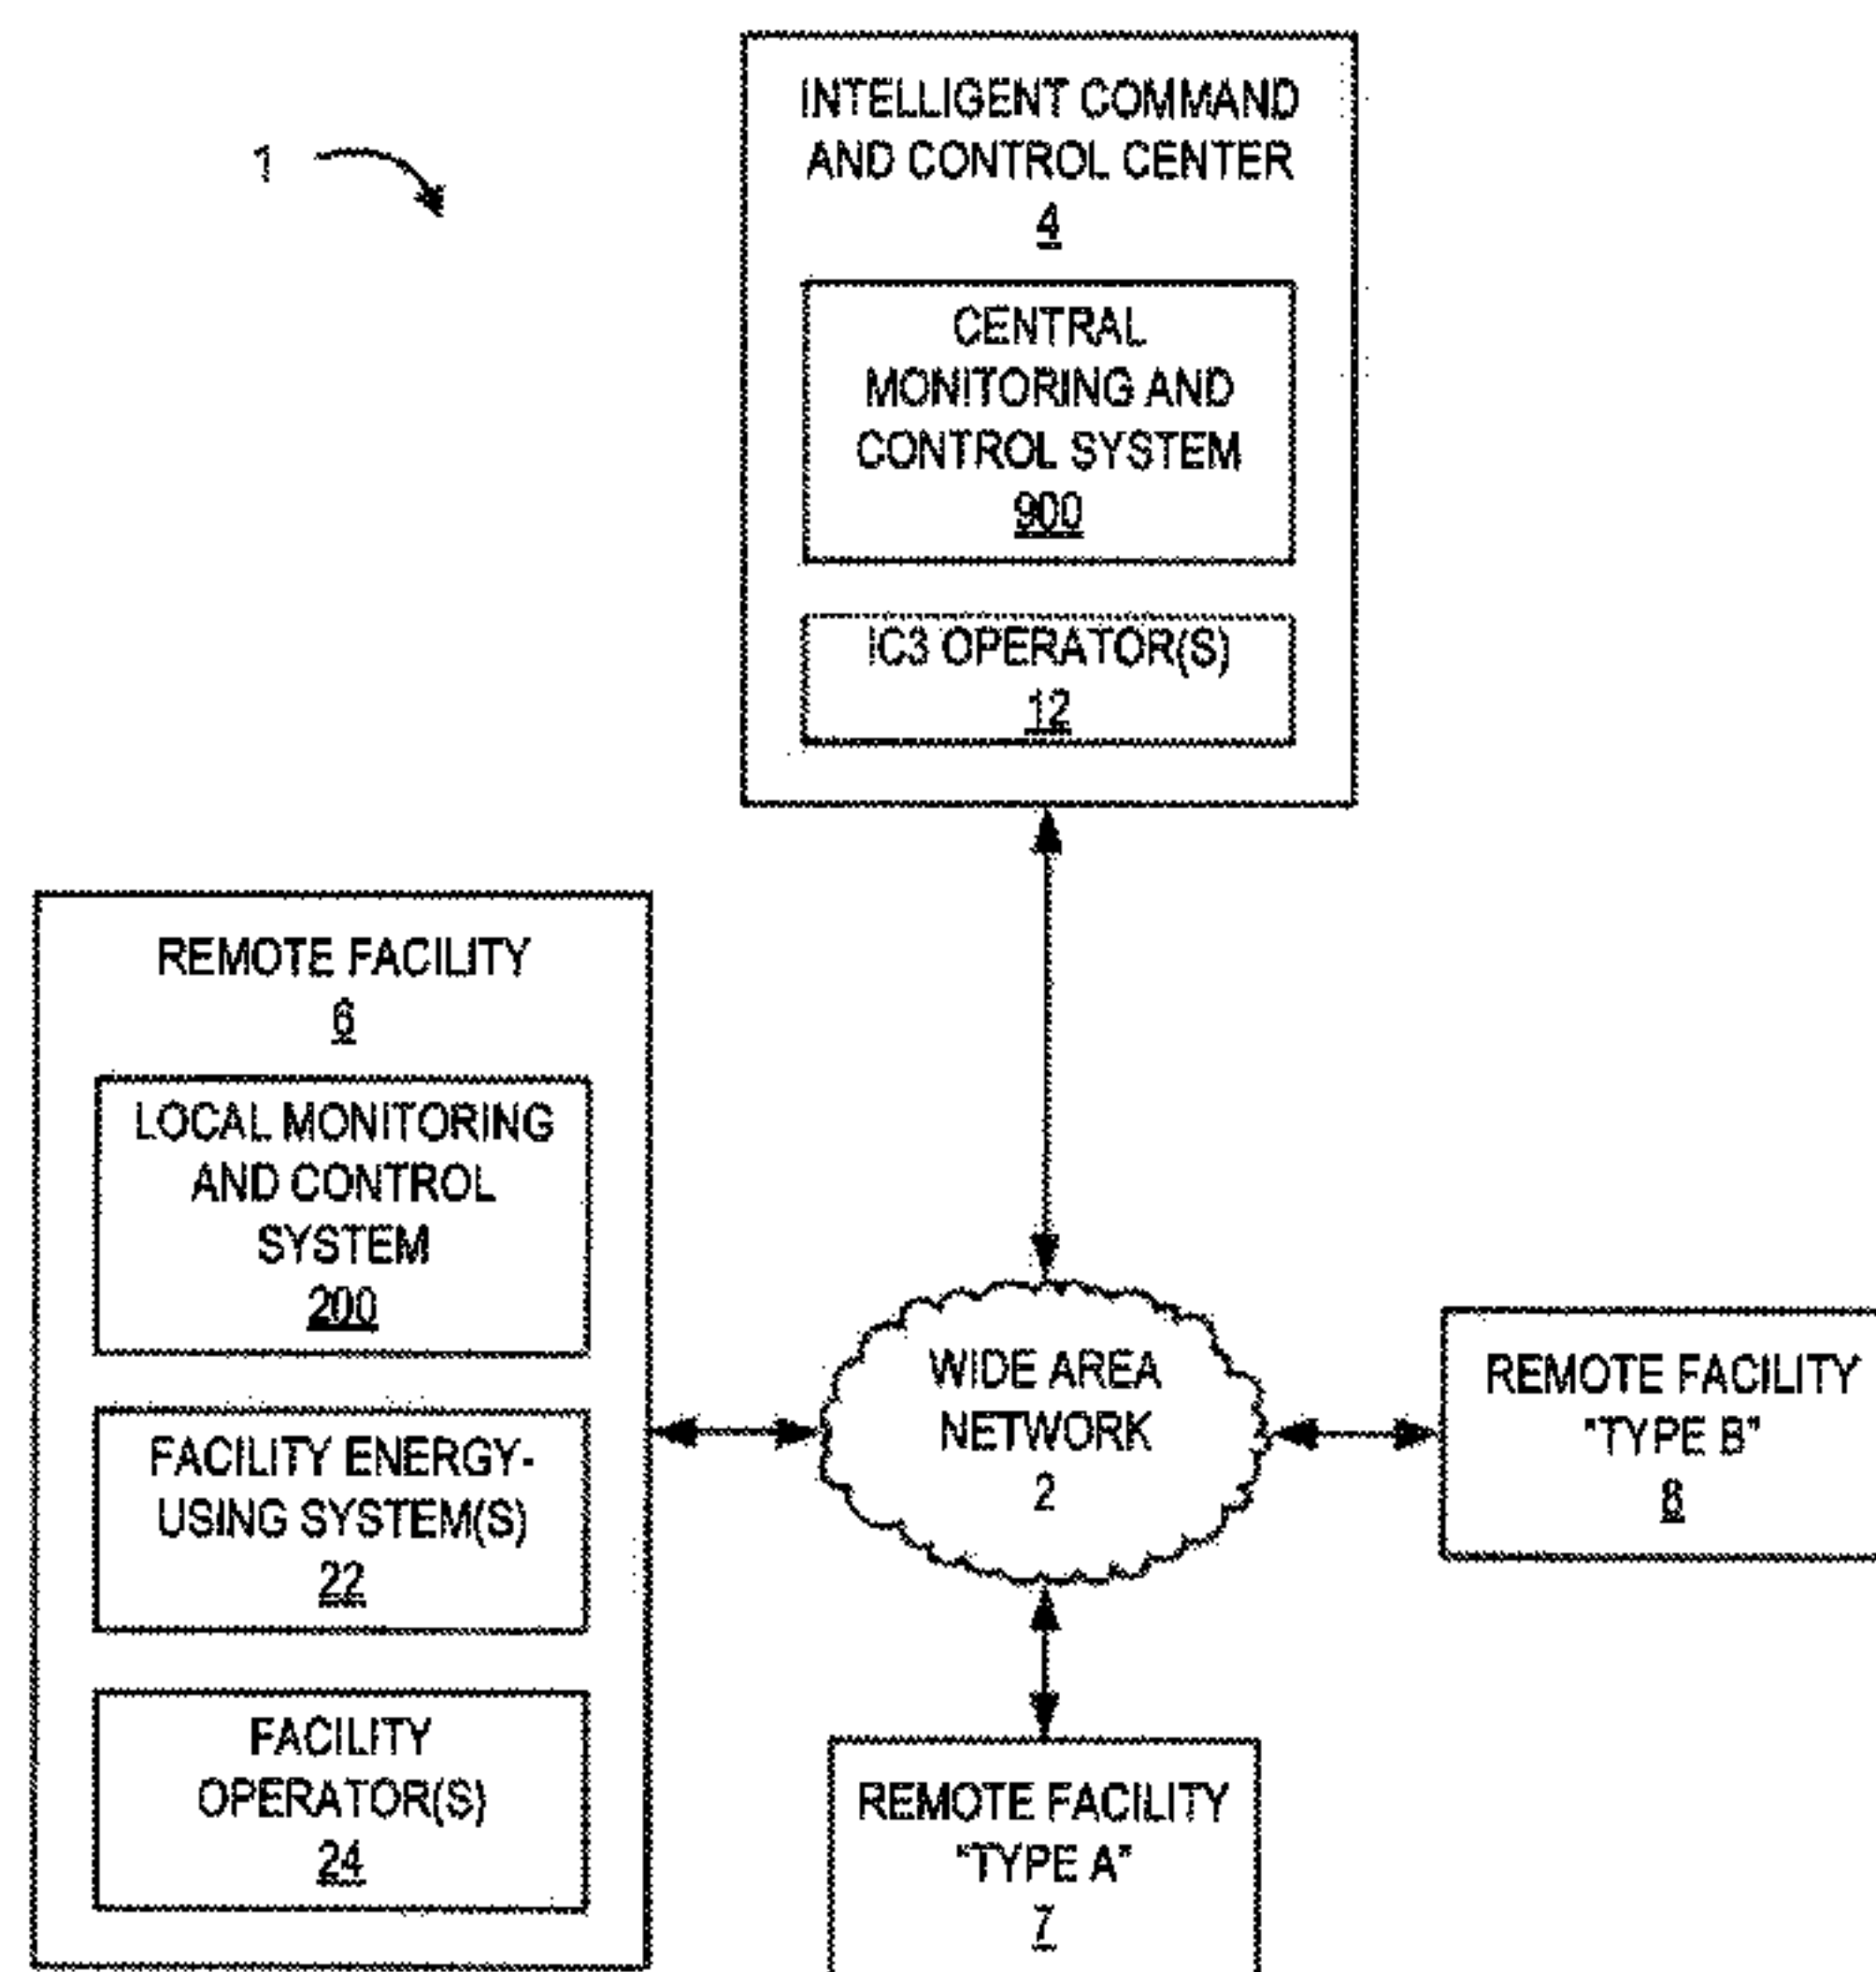 1
INTELLIGENT COMMAND
AND CONTROL CENTER
4
CENTRAL
MONITORING AND
CONTROL SYSTEM
900
IC3 OPERATOR(S)
12
REMOTE FACILITY
6
LOCAL MONITORING
AND CONTROL
SYSTEM
200
FACILITY ENERGY-
USING SYSTEM(S)
22
FACILITY
OPERATOR(S)
24
WIDE AREA
NETWORK
2
REMOTE FACILITY
"TYPE B"
8
REMOTE FACILITY
"TYPE A"
7